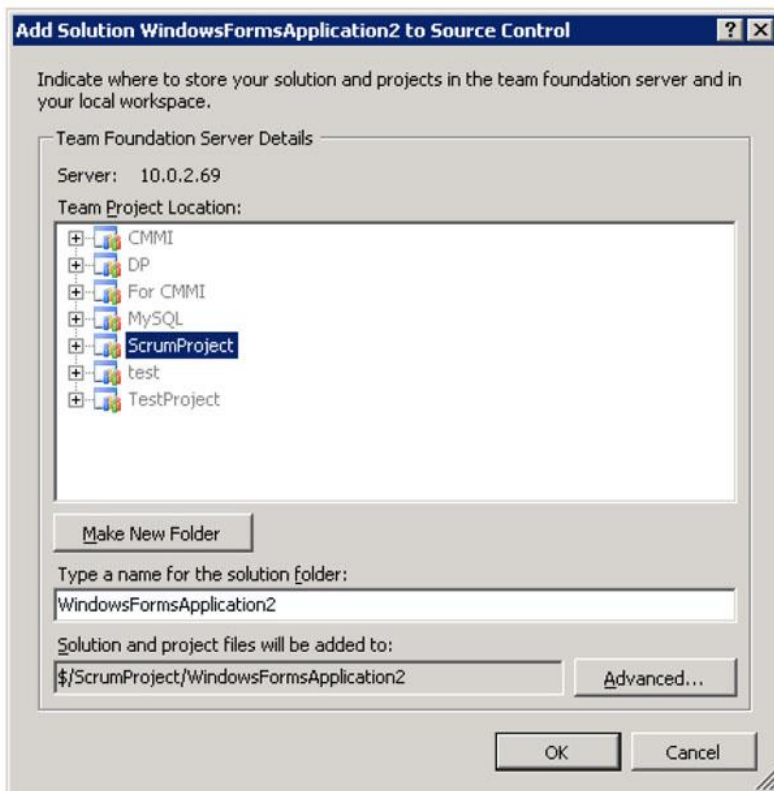 Add Solution WindowsFormsApplication2 to Source Control
Indicate where to store your solution and projects in the team foundation server and in
your local workspace.
Team Foundation Server Details
Server: 10.0.2.69
Team Project Location:
CMMI
DP
For CMMI
MySQL
ScrumProject
test
TestProject
Make New Folder
Type a name for the solution folder:
WindowsFormsApplication2
Solution and project files will be added to:
$/ScrumProject/WindowsFormsApplication2
Advanced...
OK Cancel